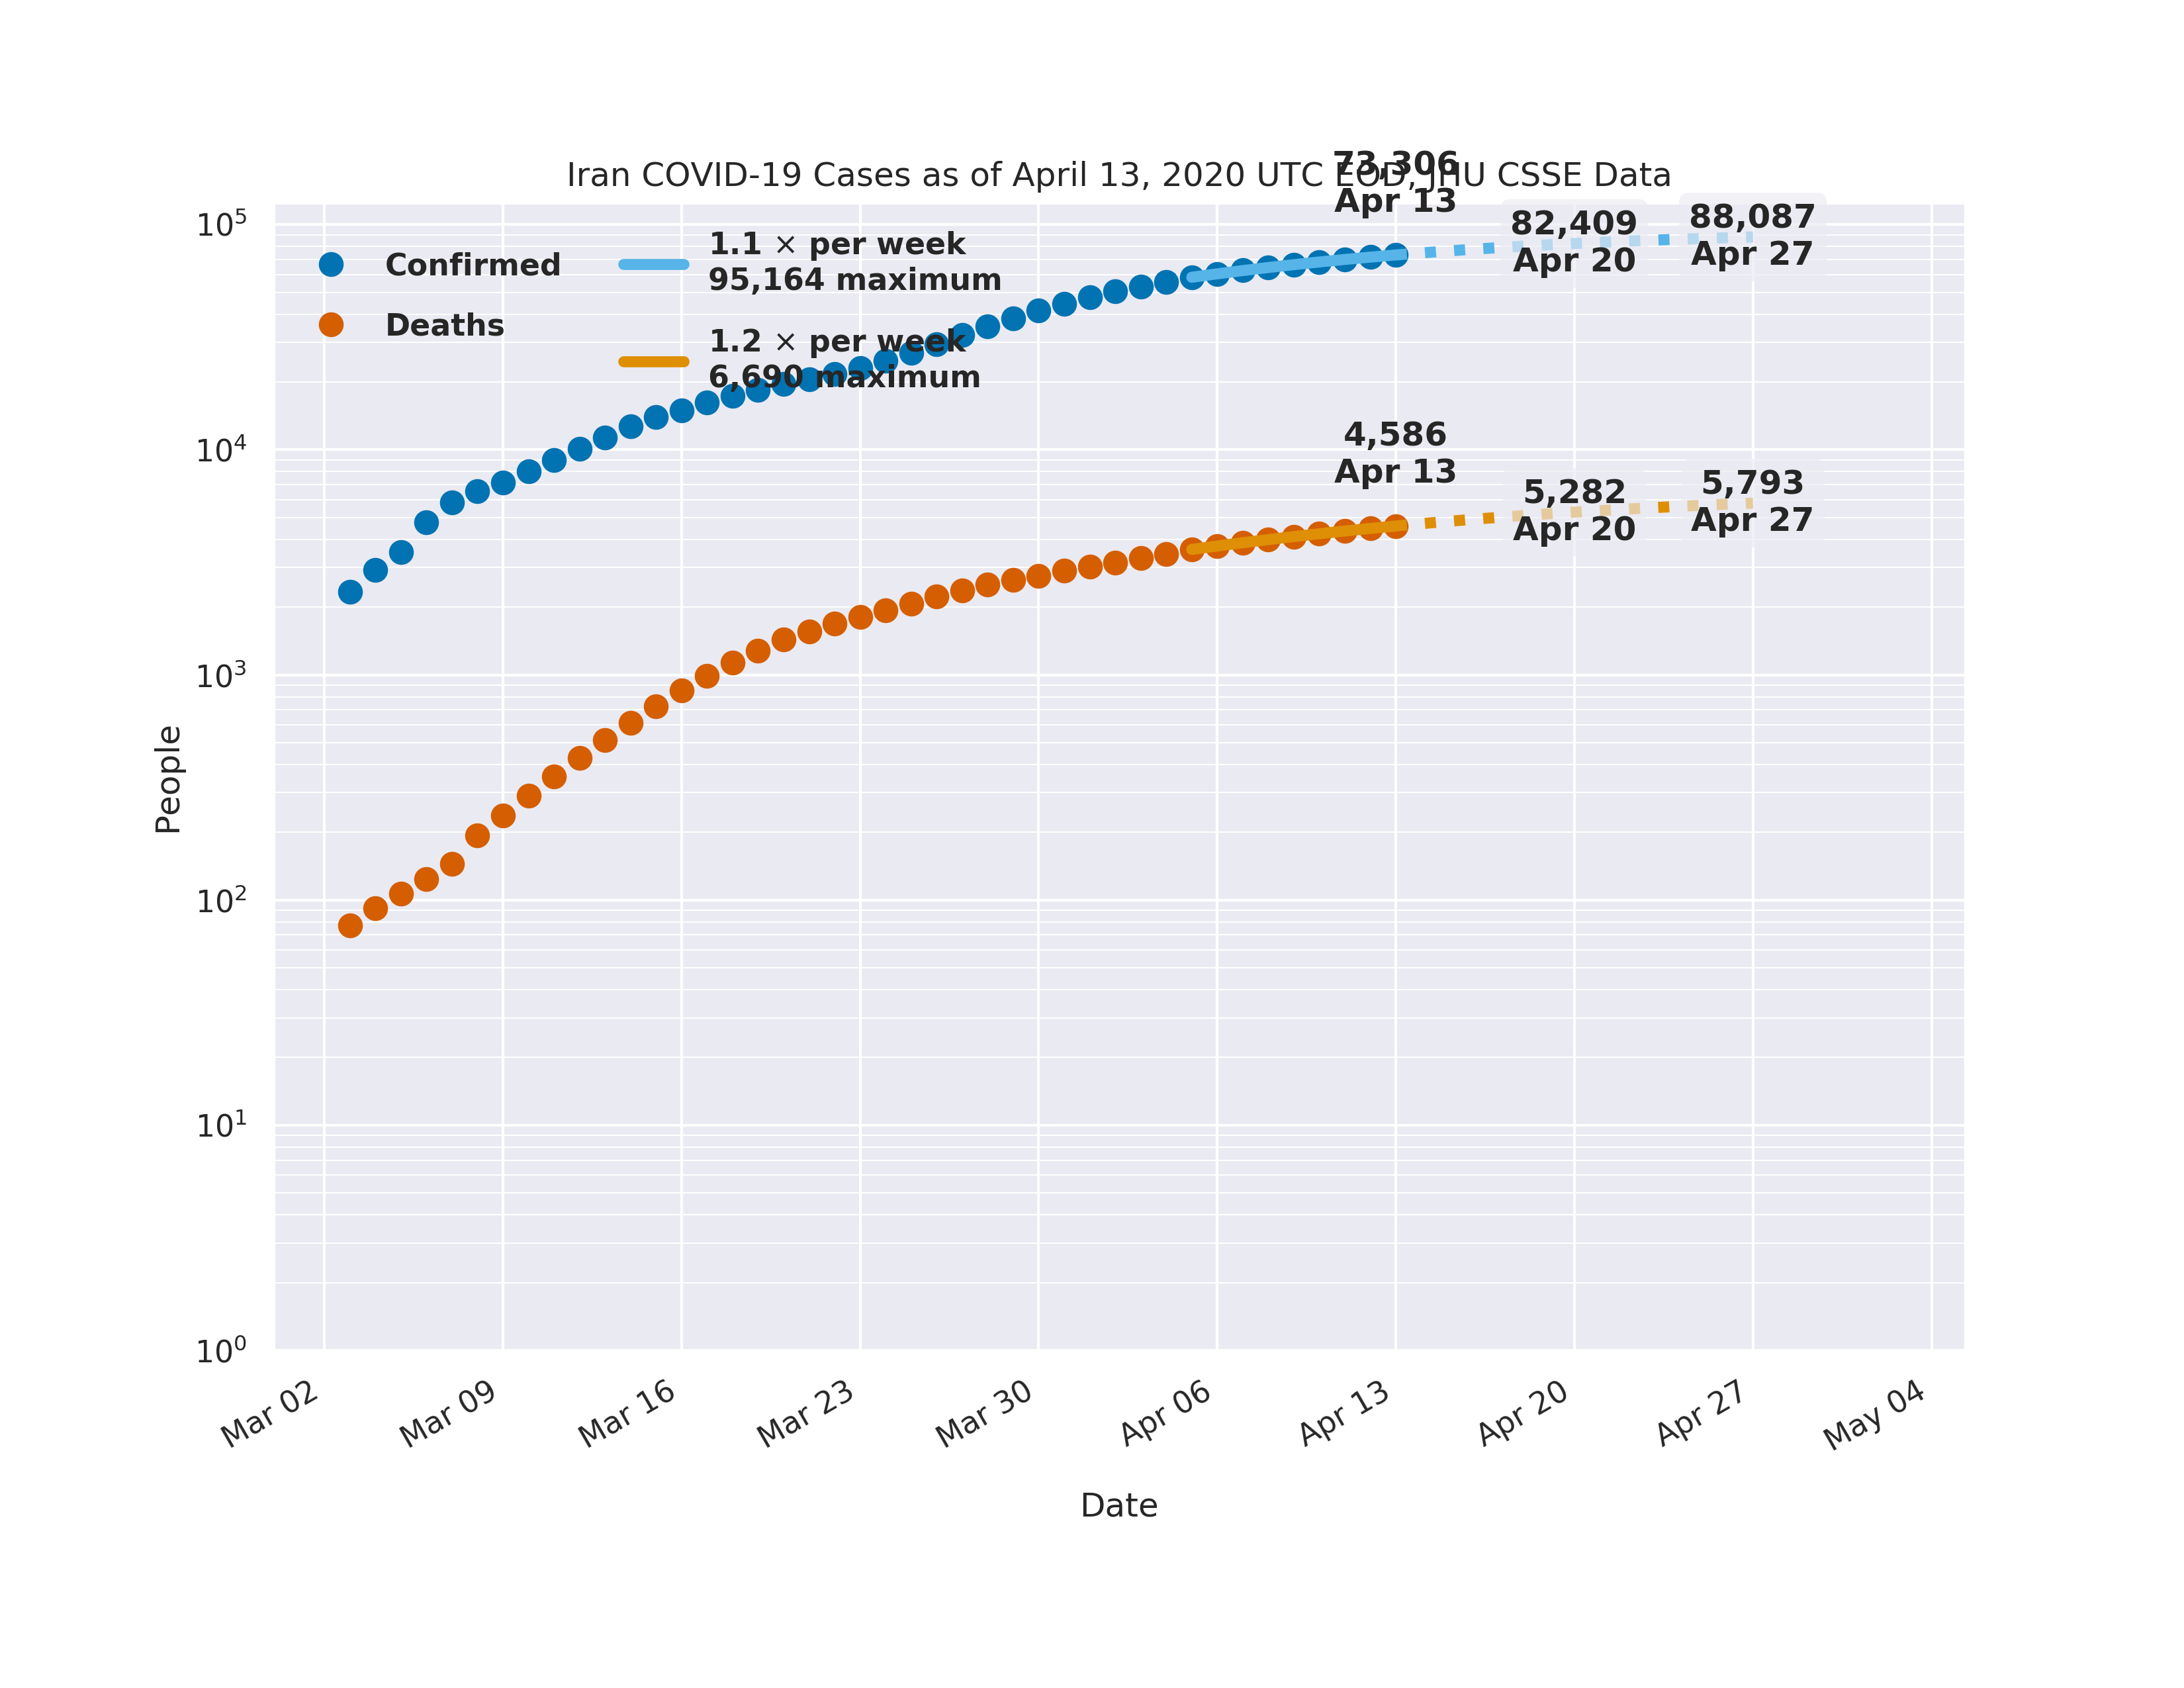 Iran COVID-19 Cases as of April 13, 2020 UTC EOD, JHU CSSE Data
73,306
Apr 13
82,409
Apr 20
88,087
Apr 27
Confirmed
Deaths
1.1 × per week
95,164 maximum
1.2 × per week
6,690 maximum
4,586
Apr 13
5,282
Apr 20
5,793
Apr 27
People
10⁵
10⁴
10³
10²
10¹
10⁰
Mar 02
Mar 09
Mar 16
Mar 23
Mar 30
Apr 06
Apr 13
Apr 20
Apr 27
May 04
Date